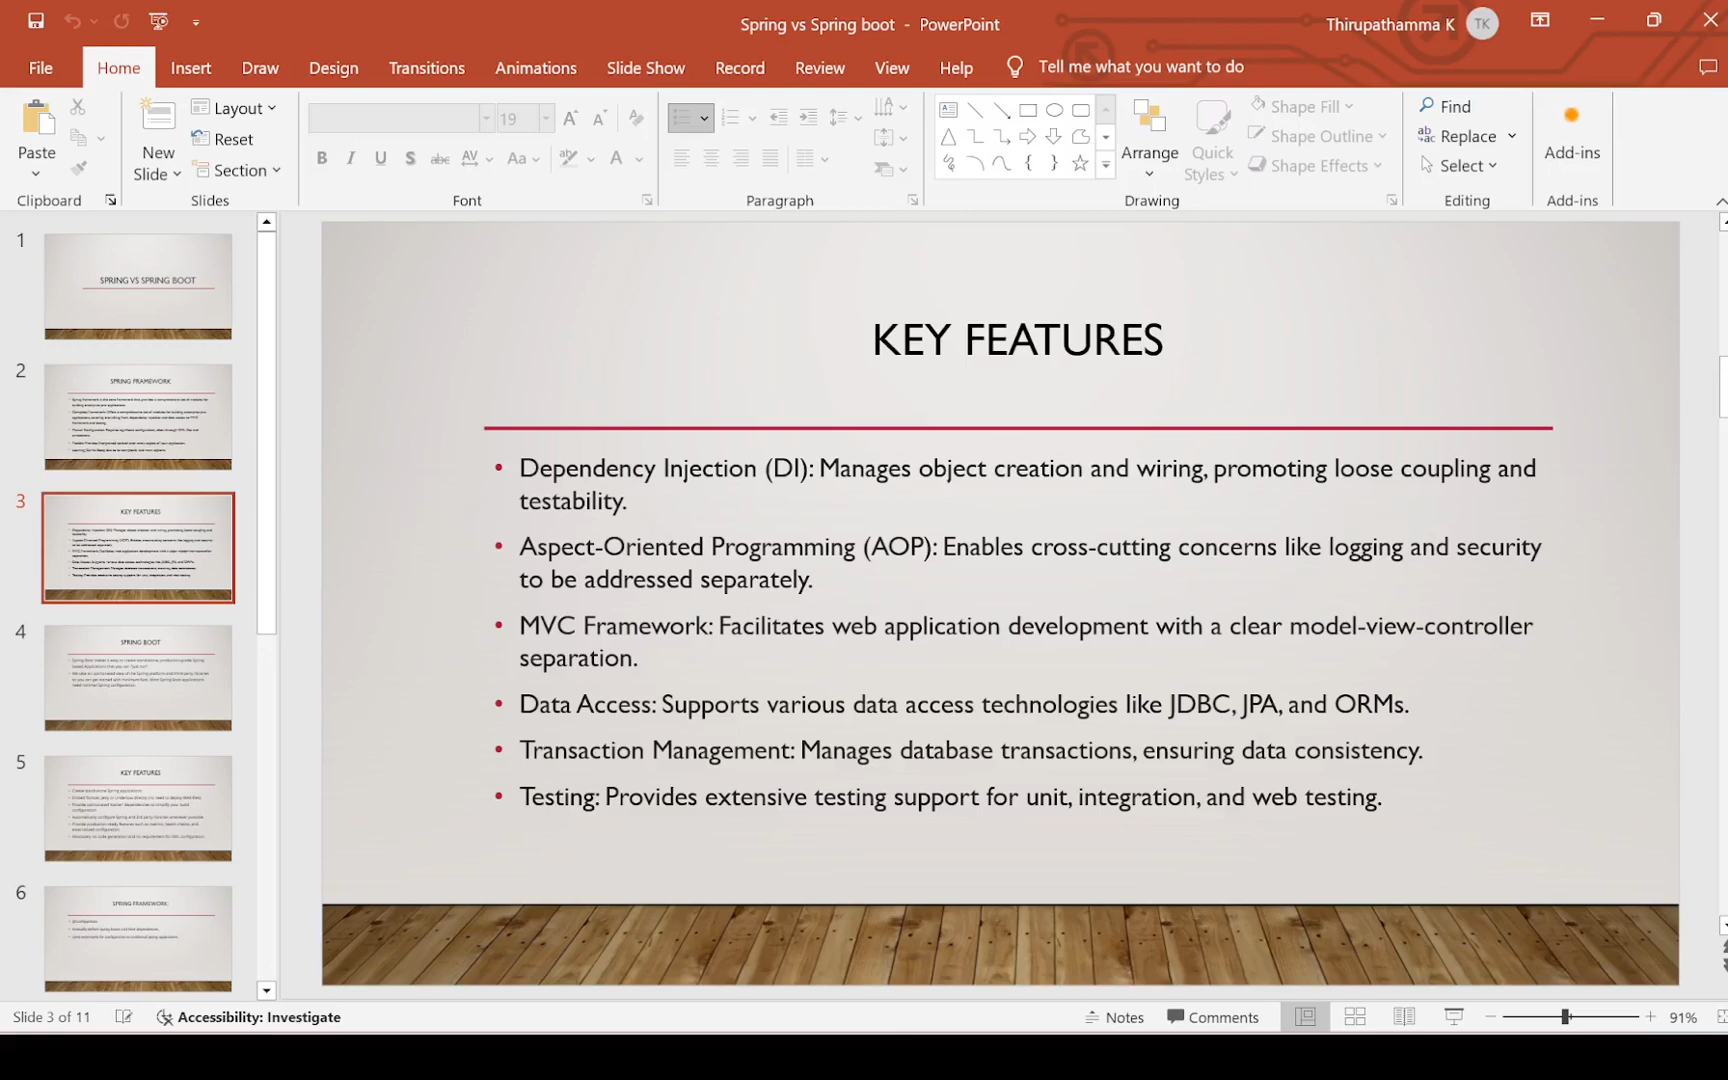 Spring vs Spring boot - PowerPoint
Thirupathamma K
TK
File
Home
Insert
Draw
Design
Transitions
Animations
Slide Show
Record
Review
View
Help
Tell me what you want to do
Paste
Clipboard
New
Slide
Layout
Reset
Section
Slides
19
Font
Paragraph
Arrange
Quick
Styles
Shape Fill
Shape Outline
Shape Effects
Drawing
Find
Replace
Select
Editing
Add-ins
Add-ins
1
SPRING VS SPRING BOOT
2
SPRING FRAMEWORK
3
KEY FEATURES
4
SPRING BOOT
5
KEY FEATURES
6
SPRING FRAMEWORK:
KEY FEATURES
• Dependency Injection (DI): Manages object creation and wiring, promoting loose coupling and
testability.
• Aspect-Oriented Programming (AOP): Enables cross-cutting concerns like logging and security
to be addressed separately.
• MVC Framework: Facilitates web application development with a clear model-view-controller
separation.
• Data Access: Supports various data access technologies like JDBC, JPA, and ORMs.
• Transaction Management: Manages database transactions, ensuring data consistency.
• Testing: Provides extensive testing support for unit, integration, and web testing.
Slide 3 of 11
Accessibility: Investigate
Notes
Comments
91%